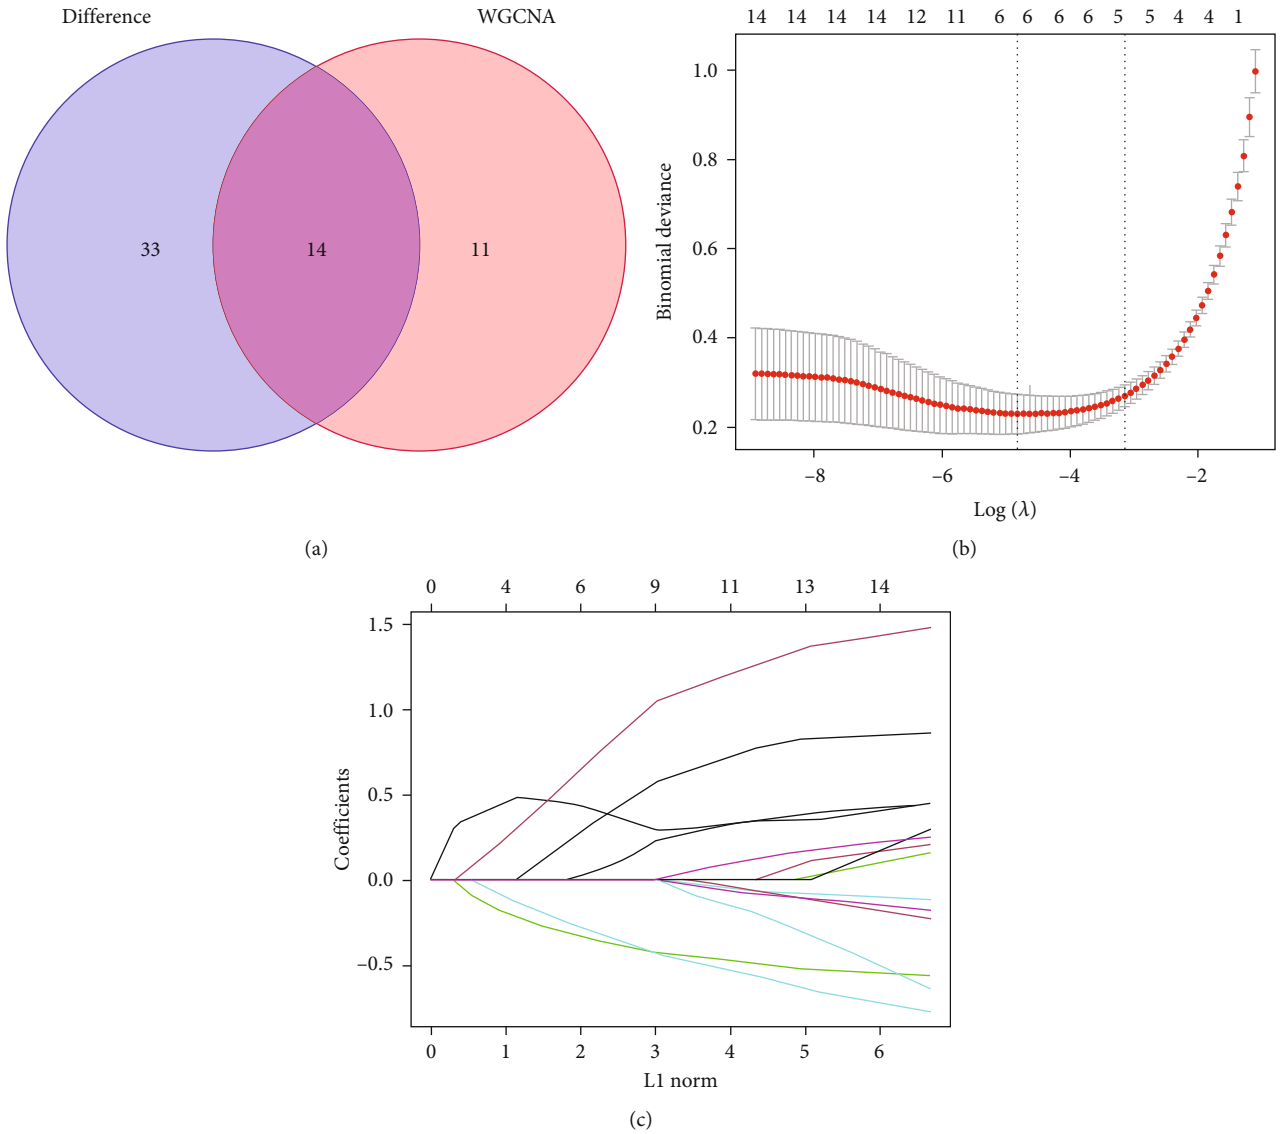 Difference WGCNA
33 14 11
(a)
14 14 14 14 12 11 6 6 6 6 5 5 4 4 1
1.0
0.8
0.6
0.4
0.2
Binomial deviance
–8 –6 –4 –2
Log (λ)
(b)
0 4 6 9 11 13 14
1.5
1.0
0.5
0.0
–0.5
Coefficients
0 1 2 3 4 5 6
L1 norm
(c)